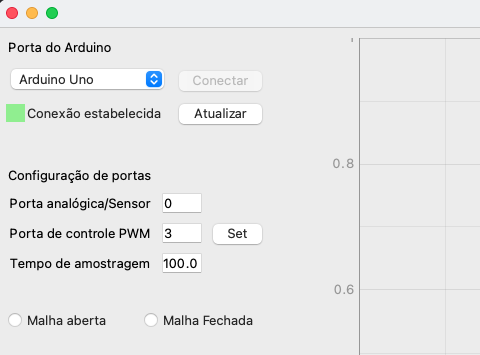 Porta do Arduino
Arduino Uno Conectar
Conexão estabelecida Atualizar
Configuração de portas
Porta analógica/Sensor 0
Porta de controle PWM 3 Set
Tempo de amostragem 100.0
Malha aberta Malha Fechada
0.8
0.6